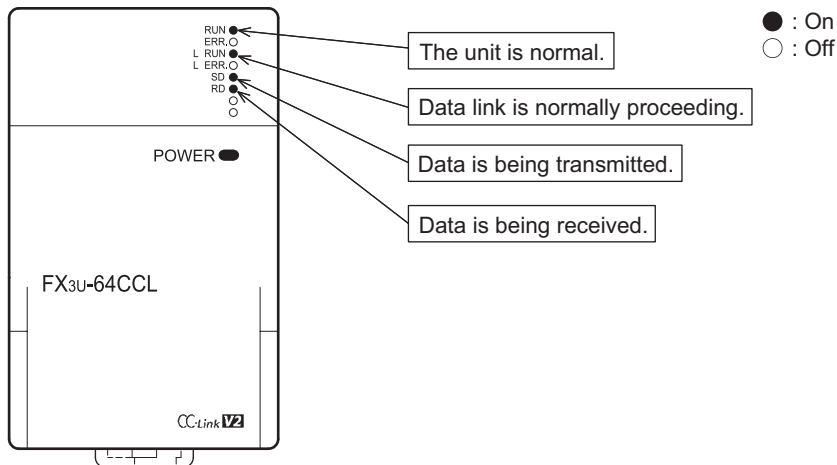 RUN
ERR.
L RUN
L ERR.
SD
RD
POWER
FX3U-64CCL
CC-Link V2
The unit is normal.
Data link is normally proceeding.
Data is being transmitted.
Data is being received.
: On
: Off